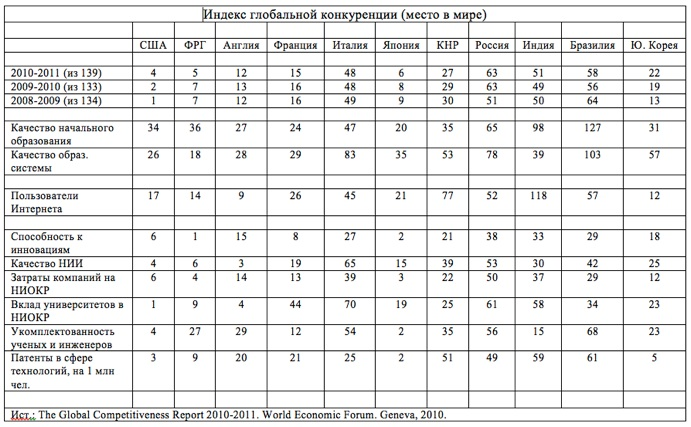 Индекс глобальной конкуренции (место в мире)
США ФРГ Англия Франция Италия Япония КНР Россия Индия Бразилия Ю. Корея
2010-2011 (из 139) 4 5 12 15 48 6 27 63 51 58 22
2009-2010 (из 133) 2 7 13 16 48 8 29 63 49 56 19
2008-2009 (из 134) 1 7 12 16 49 9 30 51 50 64 13
Качество начального 34 36 27 24 47 20 35 65 98 127 31
образования
Качество образ. 26 18 28 29 83 35 53 78 39 103 57
системы
Пользователи 17 14 9 26 45 21 77 52 118 57 12
Интернета
Способность к 6 1 15 8 27 2 21 38 33 29 18
инновациям
Качество НИИ 4 6 3 19 65 15 39 53 30 42 25
Затраты компаний на 6 4 14 13 39 3 22 50 37 29 12
НИОКР
Вклад университетов в 1 9 4 44 70 19 25 61 58 34 23
НИОКР
Укомплектованность 4 27 29 12 54 2 35 56 15 68 23
ученых и инженеров
Патенты в сфере 3 9 20 21 25 2 51 49 59 61 5
технологий, на 1 млн
чел.
Ист.: The Global Competitiveness Report 2010-2011. World Economic Forum. Geneva, 2010.